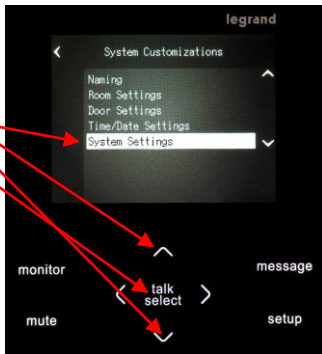 legrand
System Customizations
Naming
Room Settings
Door Settings
Time/Date Settings
System Settings
monitor
message
talk
select
mute
setup